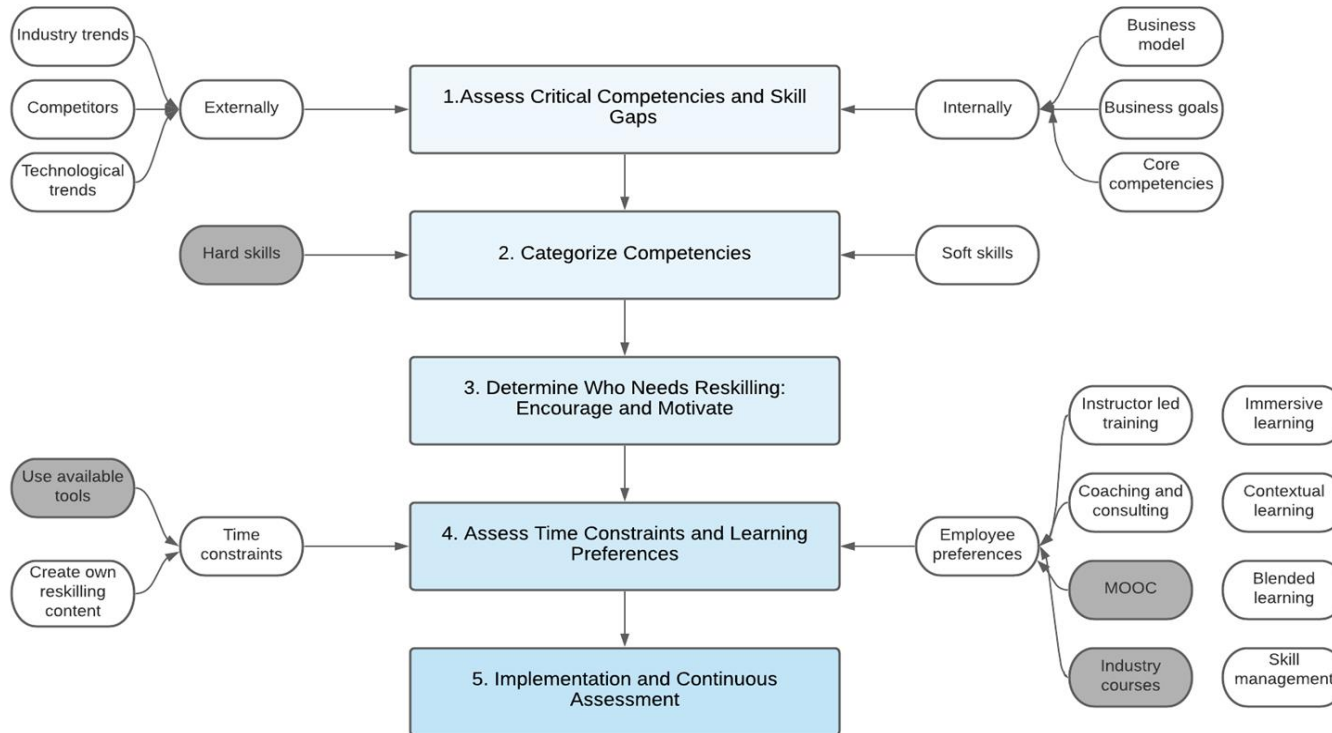 Industry trends
Competitors
Technological
trends
Externally
1.Assess Critical Competencies and Skill
Gaps
Internally
Business
model
Business goals
Core
competencies
Hard skills
2. Categorize Competencies
Soft skills
3. Determine Who Needs Reskilling:
Encourage and Motivate
Use available
tools
Create own
reskilling
content
Time
constraints
4. Assess Time Constraints and Learning
Preferences
Employee
preferences
Instructor led
training
Immersive
learning
Coaching and
consulting
Contextual
learning
MOOC
Blended
learning
Industry
courses
Skill
management
5. Implementation and Continuous
Assessment